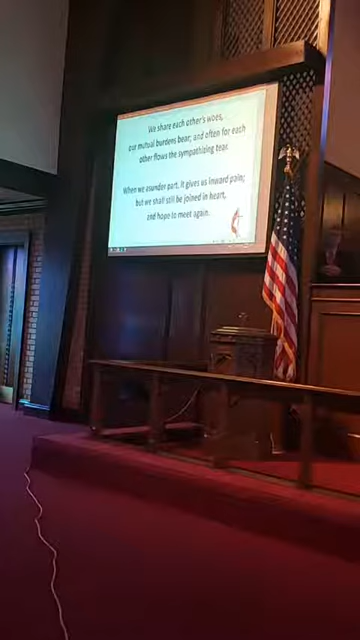 We share each other's woes,
our mutual burdens bear; and often for each
other flows the sympathizing tear.
When we asunder part, it gives us inward pain;
but we shall still be joined in heart,
and hope to meet again.